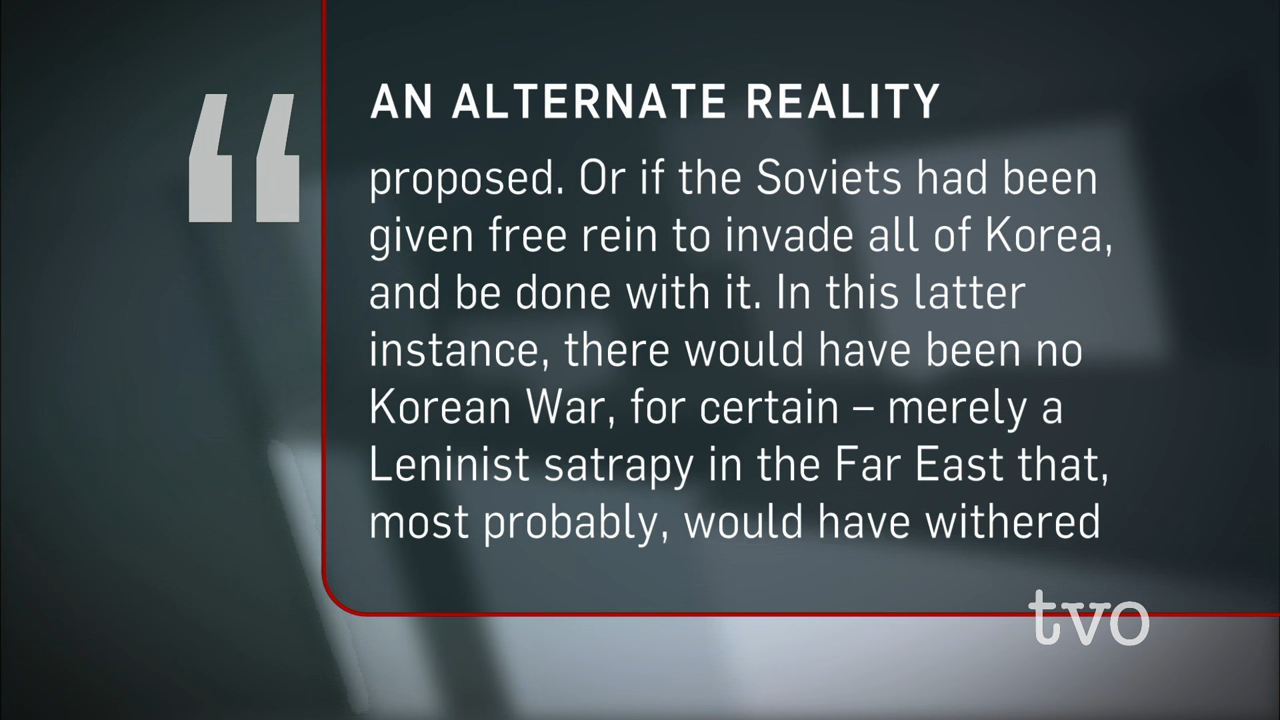 “
AN ALTERNATE REALITY
proposed. Or if the Soviets had been
given free rein to invade all of Korea,
and be done with it. In this latter
instance, there would have been no
Korean War, for certain – merely a
Leninist satrapy in the Far East that,
most probably, would have withered
tvo